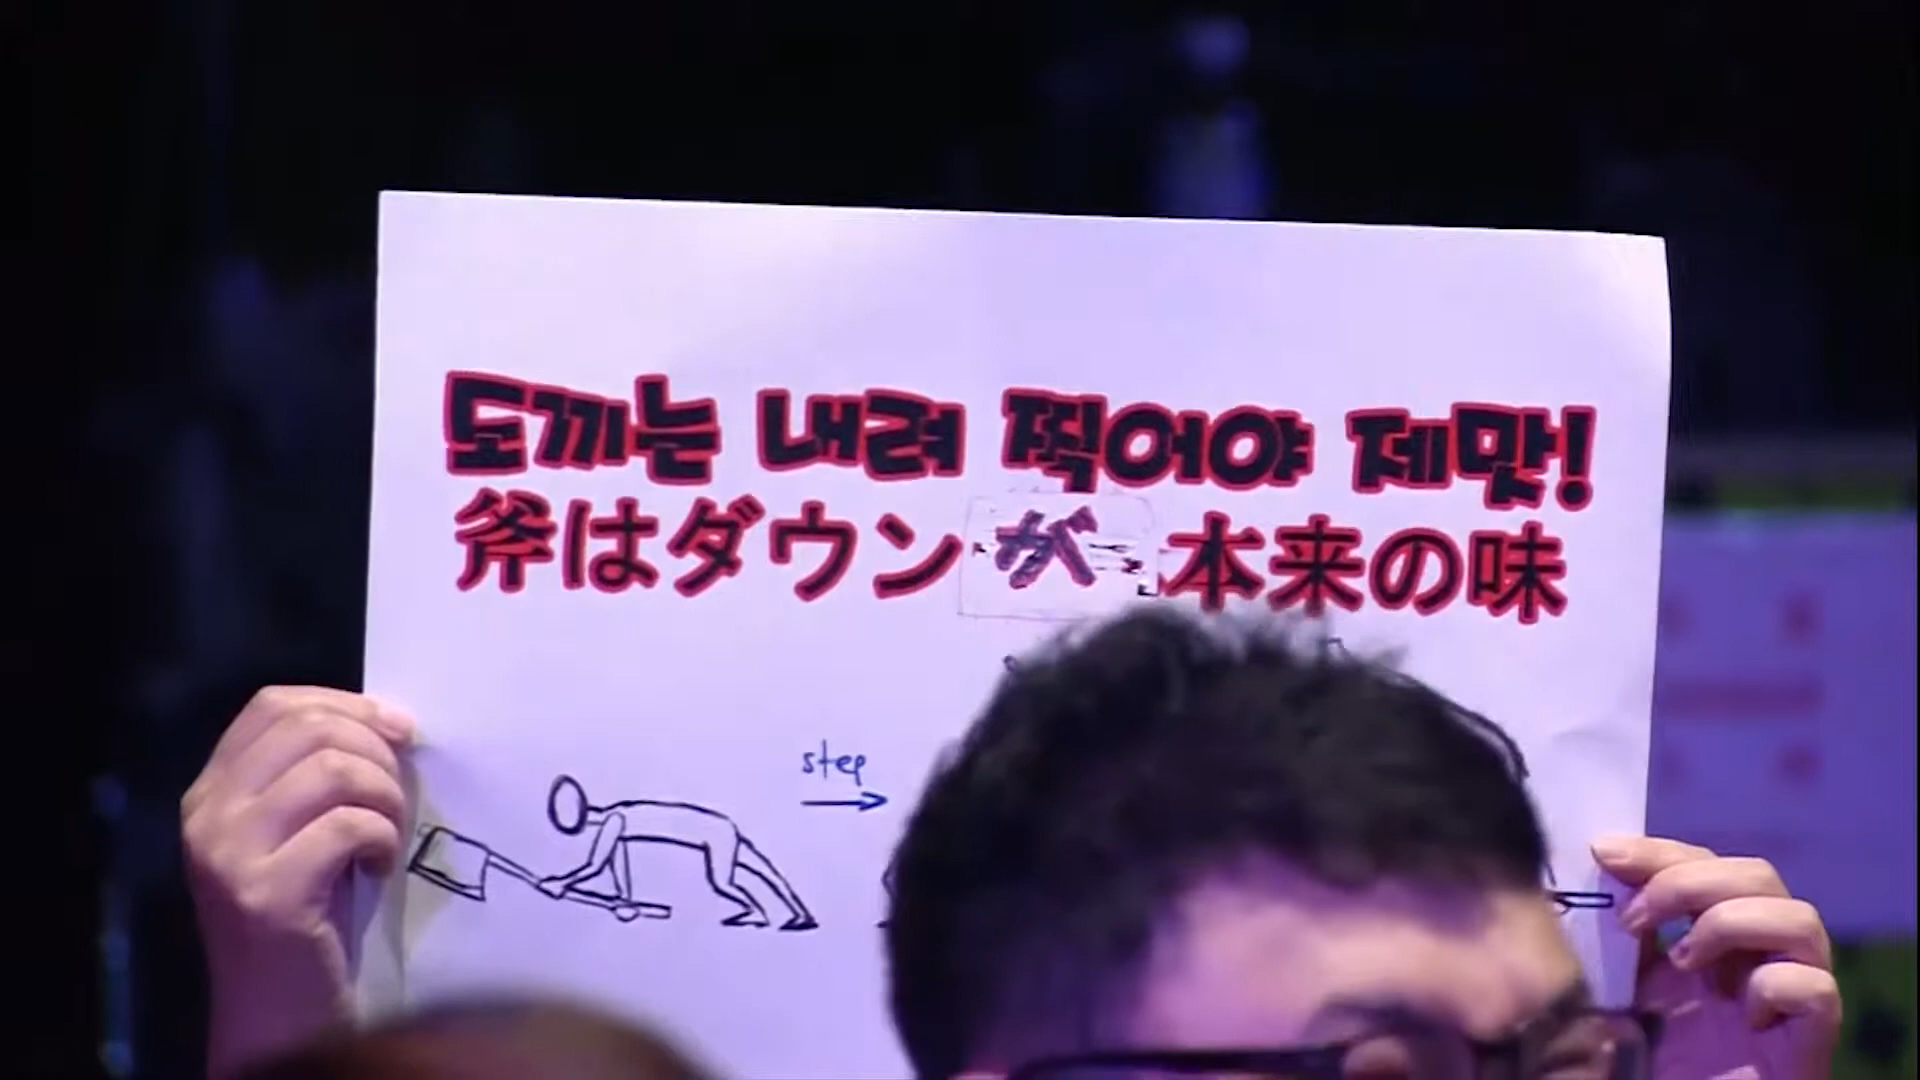 도끼는 내려 찍어야 제맛!
斧はダウンが本来の味
step